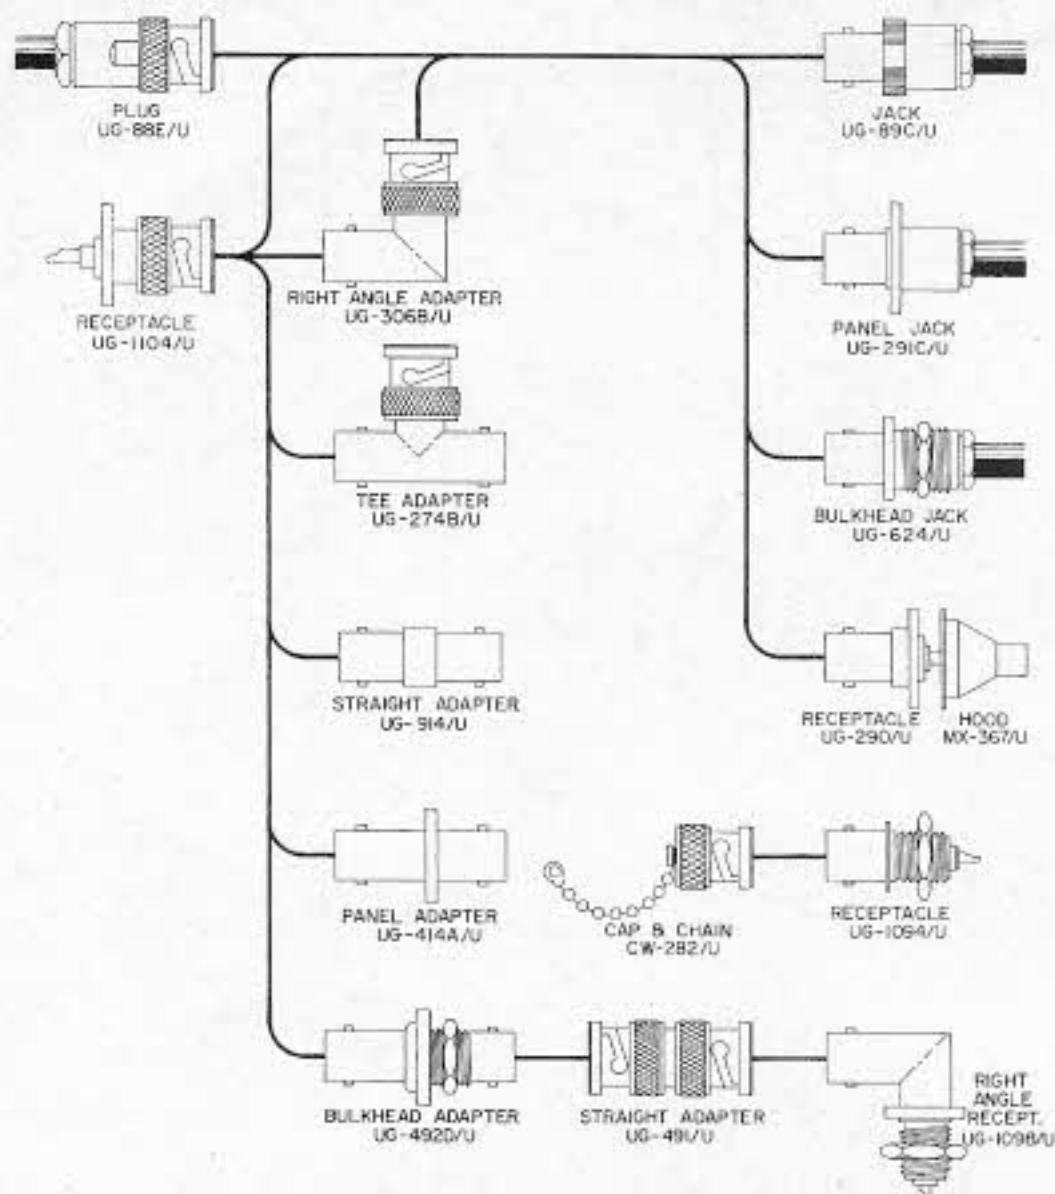 PLUG
UG-88E/U
JACK
UG-89C/U
RIGHT ANGLE ADAPTER
UG-306B/U
RECEPTACLE
UG-1104/U
PANEL JACK
UG-291C/U
TEE ADAPTER
UG-274B/U
BULKHEAD JACK
UG-624/U
STRAIGHT ADAPTER
UG-914/U
RECEPTACLE
UG-290/U
HOOD
MX-367/U
PANEL ADAPTER
UG-414A/U
CAP & CHAIN
CW-282/U
RECEPTACLE
UG-1094/U
BULKHEAD ADAPTER
UG-492D/U
STRAIGHT ADAPTER
UG-491/U
RIGHT
ANGLE
RECEPT.
UG-1098/U